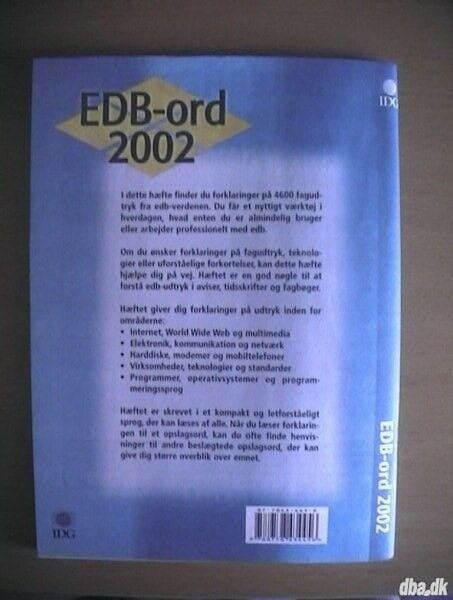 EDB-ord
2002
I dette hæfte finder du forklaringer på 4600 fagud-
tryk fra edb-verdenen. Du får et nyttigt værktøj i
hverdagen, hvad enten du er almindelig bruger
eller arbejder professionelt med edb.
Om du ønsker forklaringer på fagudtryk, teknolo-
gier eller uforståelige forkortelser, kan dette hæfte
hjælpe dig på vej. Hæftet er en god nøgle til at
forstå edb-udtryk i aviser, tidsskrifter og fagbøger.
Hæftet giver dig forklaringer på udtryk inden for
områderne:
• Internet, World Wide Web og multimedia
• Elektronik, kommunikation og netværk
• Harddiske, modemer og mobiltelefoner
• Virksomheder, teknologier og standarder
• Programmer, operativsystemer og program-
meringssprog
Hæftet er skrevet i et kompakt og letforståeligt
sprog, der kan læses af alle. Når du læser forklarin-
gen til et opslagsord, kan du ofte finde henvis-
ninger til andre beslægtede opslagsord, der kan
give dig større overblik over emnet.
IDG
IDG
EDB-ord 2002
dba.dk